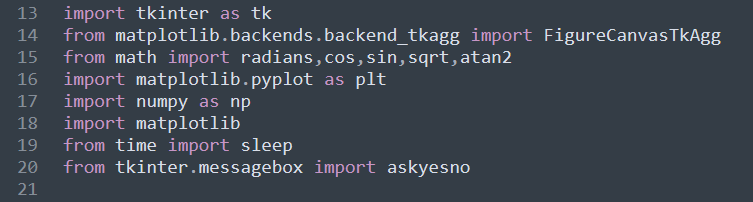 13 import tkinter as tk
14 from matplotlib.backends.backend_tkagg import FigureCanvasTkAgg
15 from math import radians,cos,sin,sqrt,atan2
16 import matplotlib.pyplot as plt
17 import numpy as np
18 import matplotlib
19 from time import sleep
20 from tkinter.messagebox import askyesno
21